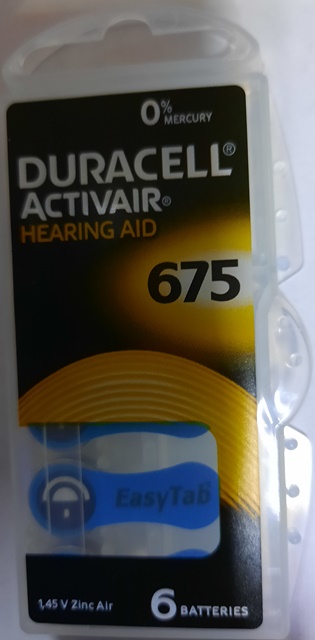 0% MERCURY
DURACELL®
ACTIVAIR®
HEARING AID
675
EasyTab
1,45 V Zinc Air
6 BATTERIES